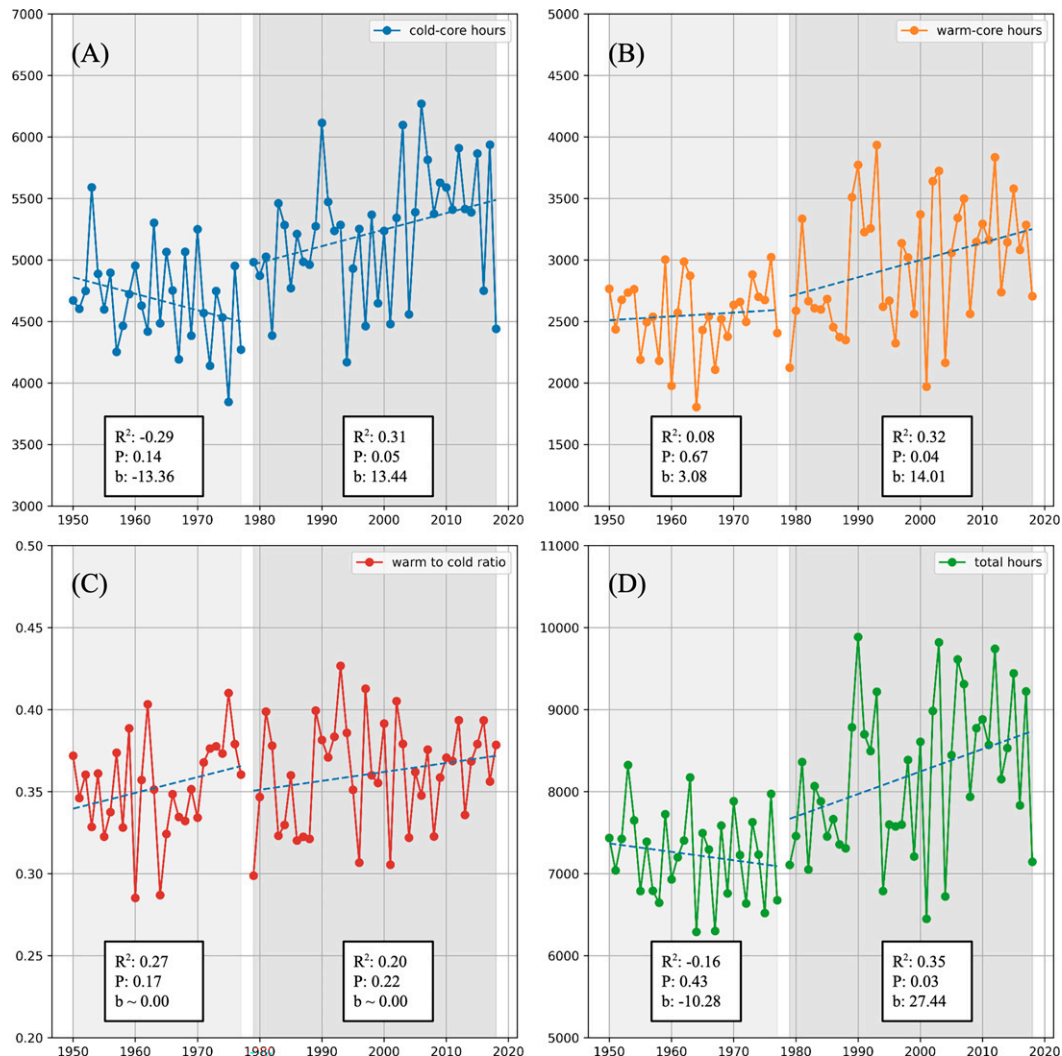 7000
6500
6000
5500
5000
4500
4000
3500
3000
(A)
cold-core hours
R²: -0.29
P: 0.14
b: -13.36
R²: 0.31
P: 0.05
b: 13.44
1950 1960 1970 1980 1990 2000 2010 2020
5000
4500
4000
3500
3000
2500
2000
1500
1000
(B)
warm-core hours
R²: 0.08
P: 0.67
b: 3.08
R²: 0.32
P: 0.04
b: 14.01
1950 1960 1970 1980 1990 2000 2010 2020
0.50
0.45
0.40
0.35
0.30
0.25
0.20
(C)
warm to cold ratio
R²: 0.27
P: 0.17
b ~ 0.00
R²: 0.20
P: 0.22
b ~ 0.00
1950 1960 1970 1980 1990 2000 2010 2020
11000
10000
9000
8000
7000
6000
5000
(D)
total hours
R²: -0.16
P: 0.43
b: -10.28
R²: 0.35
P: 0.03
b: 27.44
1950 1960 1970 1980 1990 2000 2010 2020